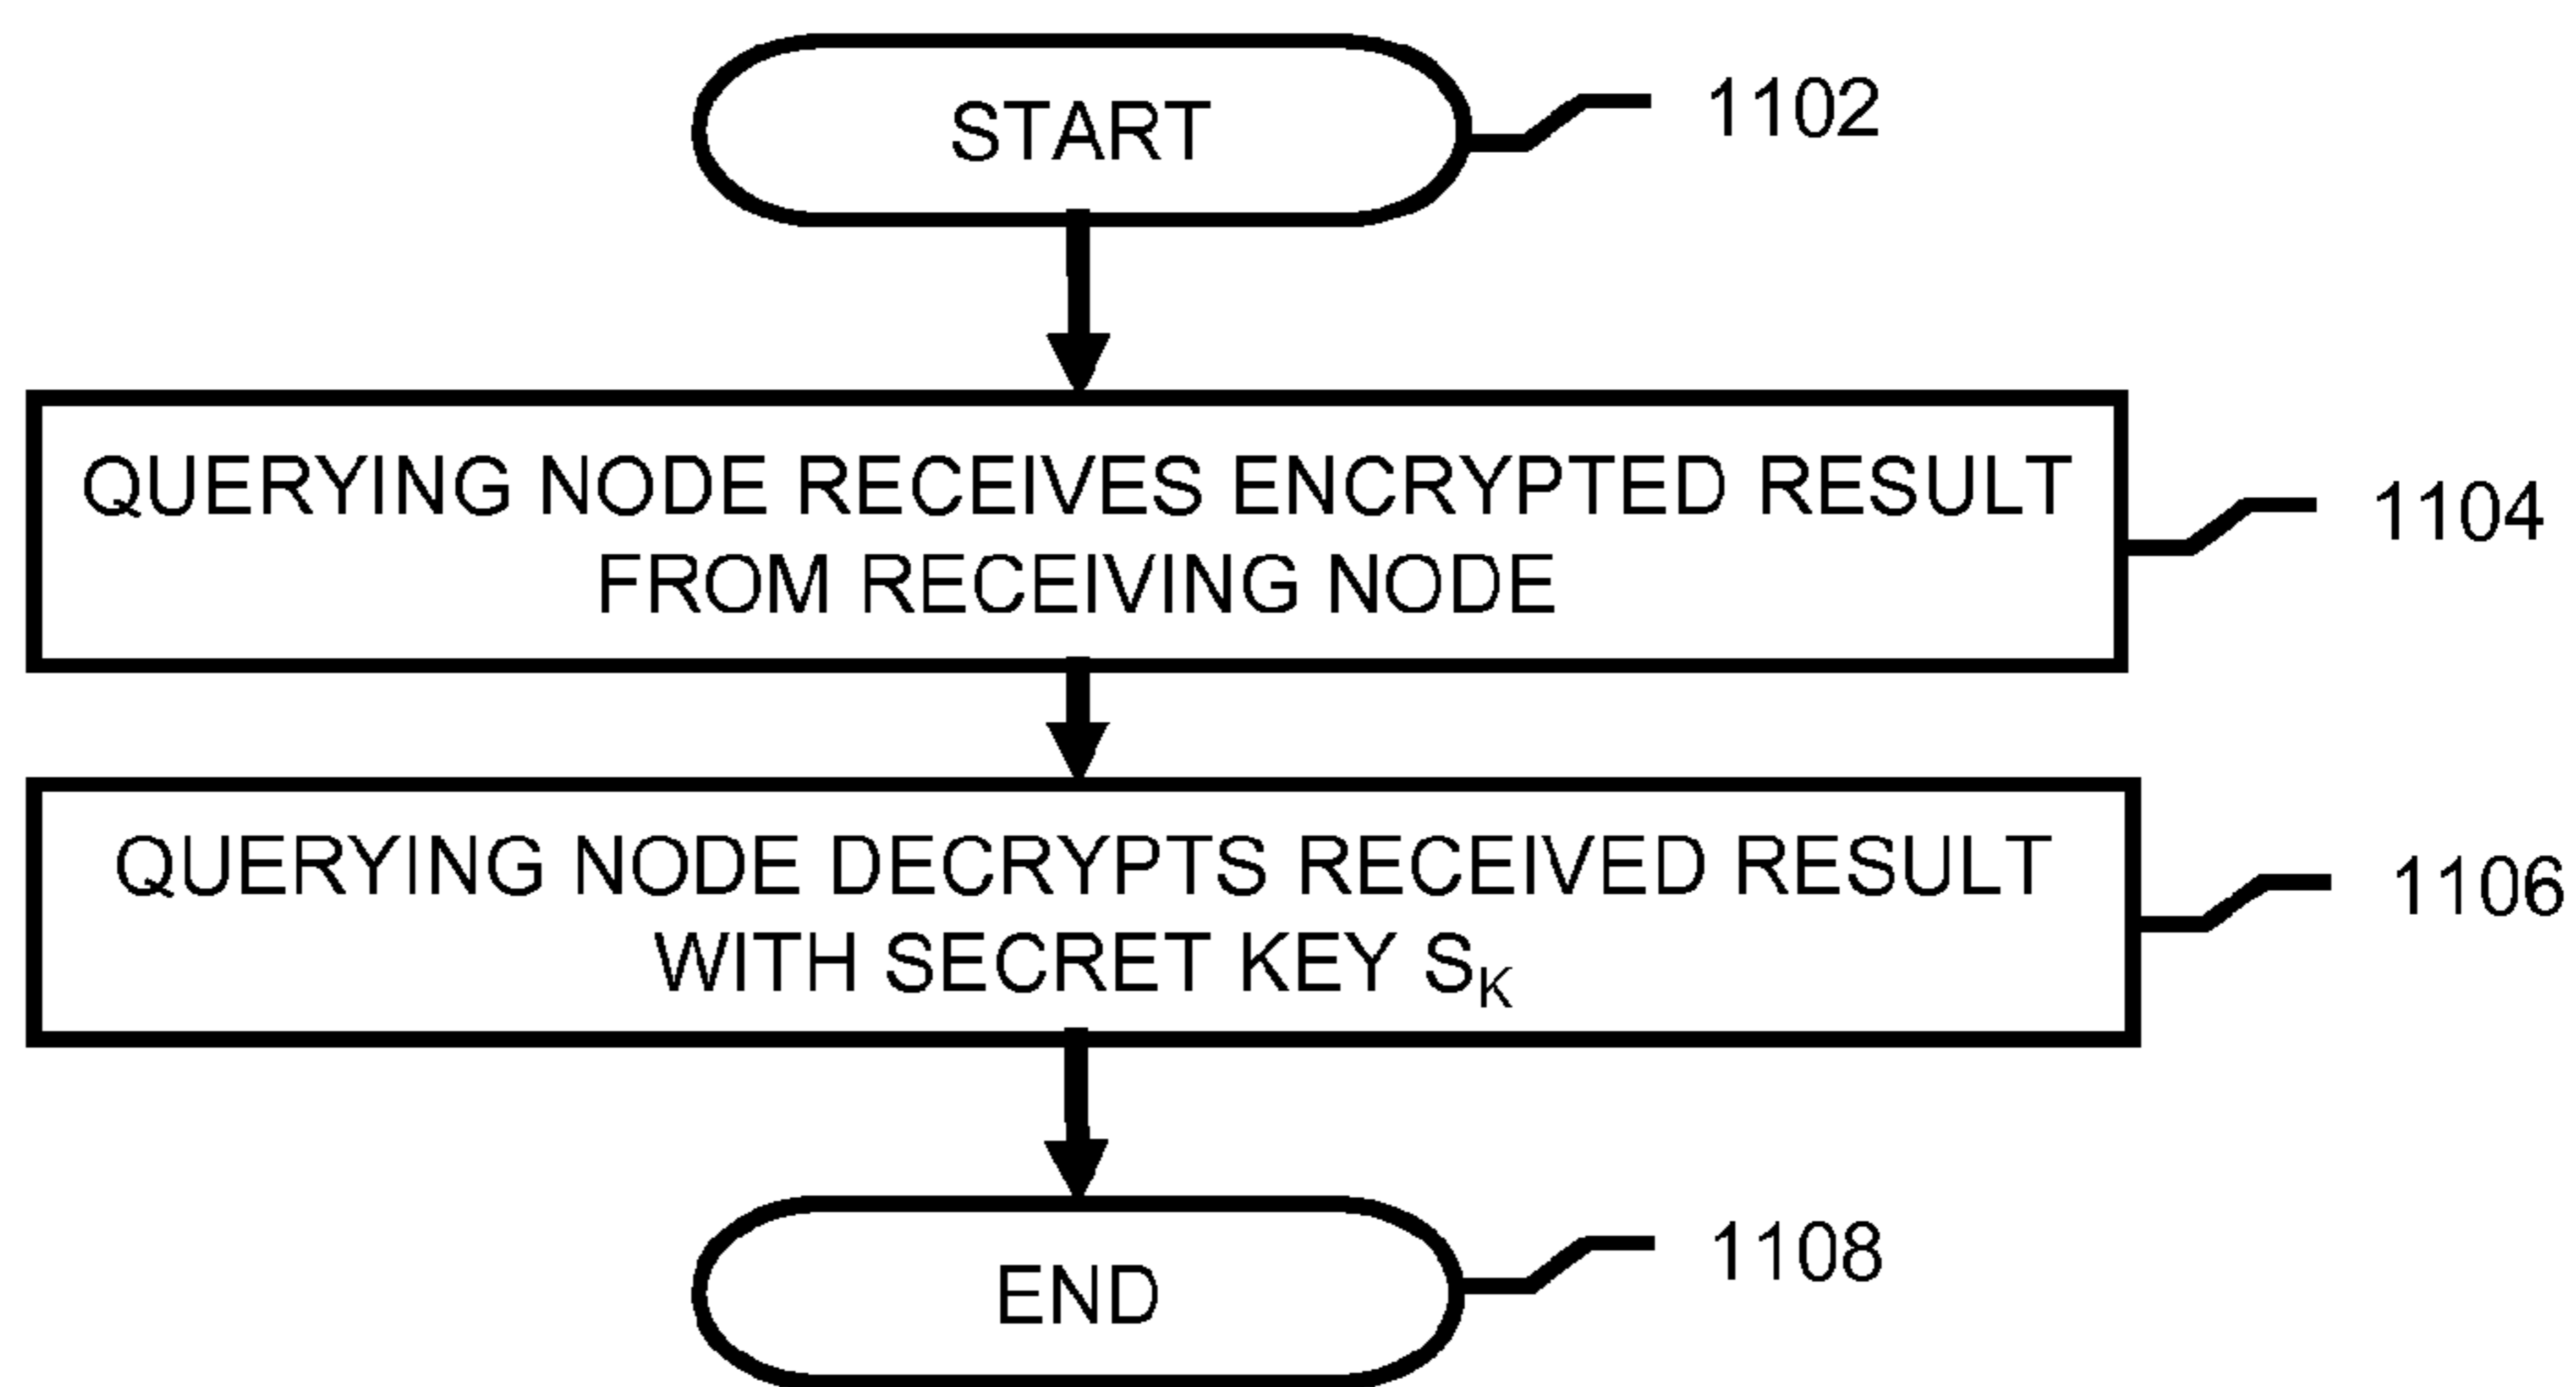 START
1102
QUERYING NODE RECEIVES ENCRYPTED RESULT
FROM RECEIVING NODE
1104
QUERYING NODE DECRYPTS RECEIVED RESULT
WITH SECRET KEY S_K
1106
END
1108